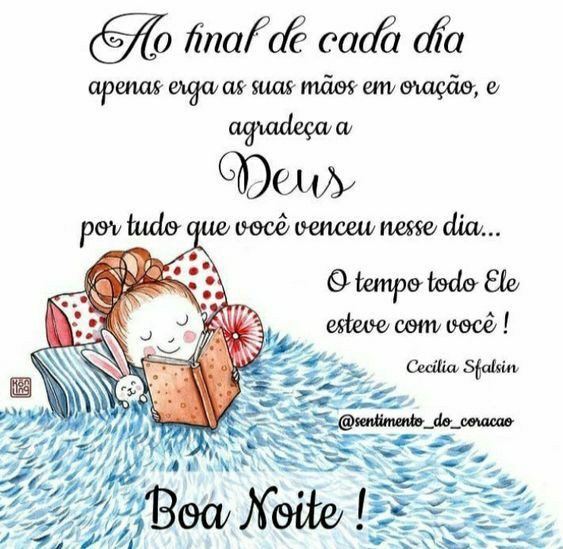 Ao final de cada dia
apenas erga as suas mãos em oração, e
agradeça a
Deus
por tudo que você venceu nesse dia...
O tempo todo Ele
esteve com você !
Cecília Sfalsin
@sentimento_do_coracao
Boa Noite !